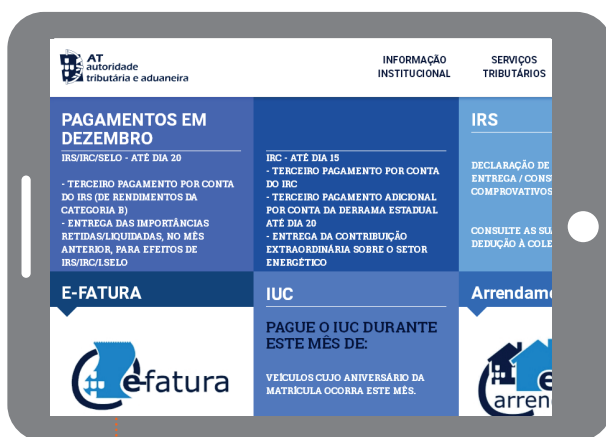 AT
autoridade
tributária e aduaneira
INFORMAÇÃO
INSTITUCIONAL
SERVIÇOS
TRIBUTÁRIOS
PAGAMENTOS EM
DEZEMBRO
IRS/IRC/SELO - ATÉ DIA 20
- TERCEIRO PAGAMENTO POR CONTA
DO IRS (DE RENDIMENTOS DA
CATEGORIA B)
- ENTREGA DAS IMPORTÂNCIAS
RETIDAS/LIQUIDADAS, NO MÊS
ANTERIOR, PARA EFEITOS DE
IRS/IRC/I.SELO
IRC - ATÉ DIA 15
- TERCEIRO PAGAMENTO POR CONTA
DO IRC
- TERCEIRO PAGAMENTO ADICIONAL
POR CONTA DA DERRAMA ESTADUAL
ATÉ DIA 20
- ENTREGA DA CONTRIBUIÇÃO
EXTRAORDINÁRIA SOBRE O SETOR
ENERGÉTICO
IRS
DECLARAÇÃO DE
ENTREGA / CONS
COMPROVATIVOS
CONSULTE AS SUA
DEDUÇÃO À COLE
E-FATURA
e-fatura
IUC
PAGUE O IUC DURANTE
ESTE MÊS DE:
VEÍCULOS CUJO ANIVERSÁRIO DA
MATRÍCULA OCORRA ESTE MÊS.
Arrendam
e
arren